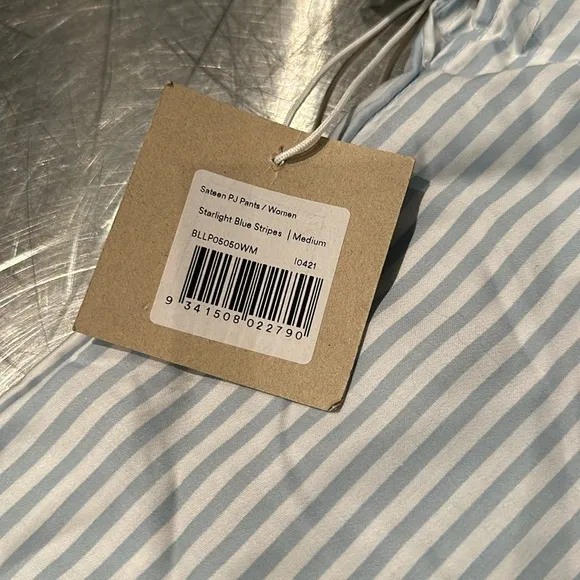 Sateen PJ Pants / Women
Starlight Blue Stripes | Medium
BLLP05050WM 10421
9 341508 022790